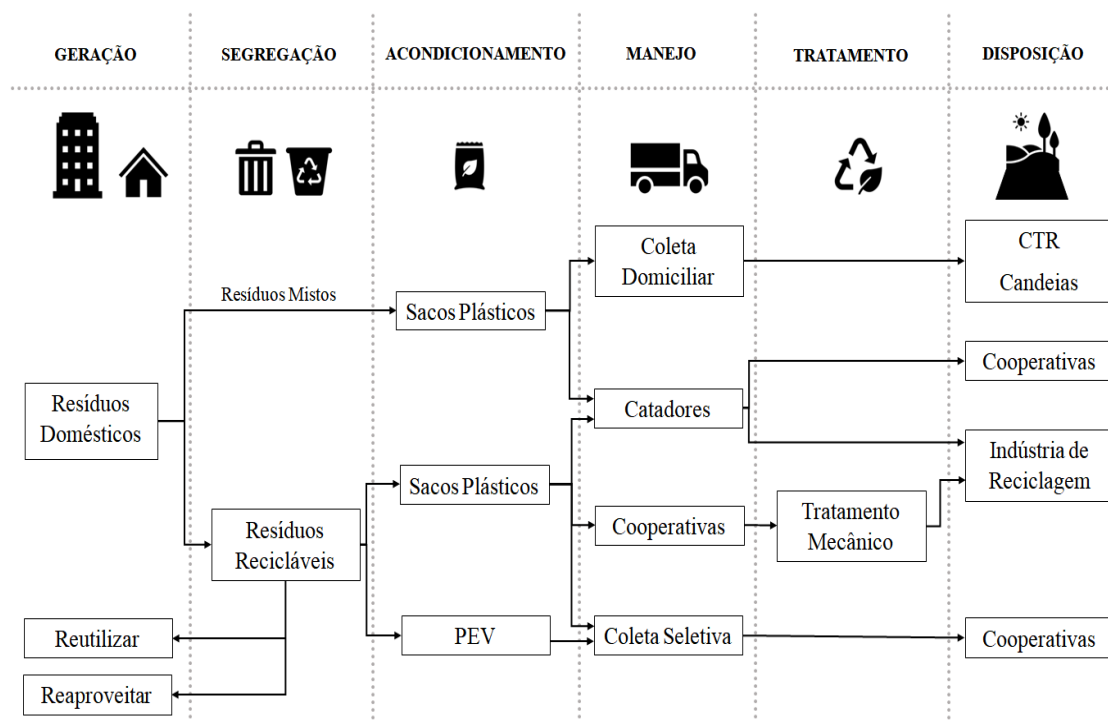 GERAÇÃO
SEGREGAÇÃO
ACONDICIONAMENTO
MANEJO
TRATAMENTO
DISPOSIÇÃO
Coleta
Domiciliar
CTR
Candeias
Resíduos Mistos
Sacos Plásticos
Cooperativas
Resíduos
Domésticos
Catadores
Indústria de
Reciclagem
Sacos Plásticos
Resíduos
Recicláveis
Cooperativas
Tratamento
Mecânico
Reutilizar
PEV
Coleta Seletiva
Cooperativas
Reaproveitar